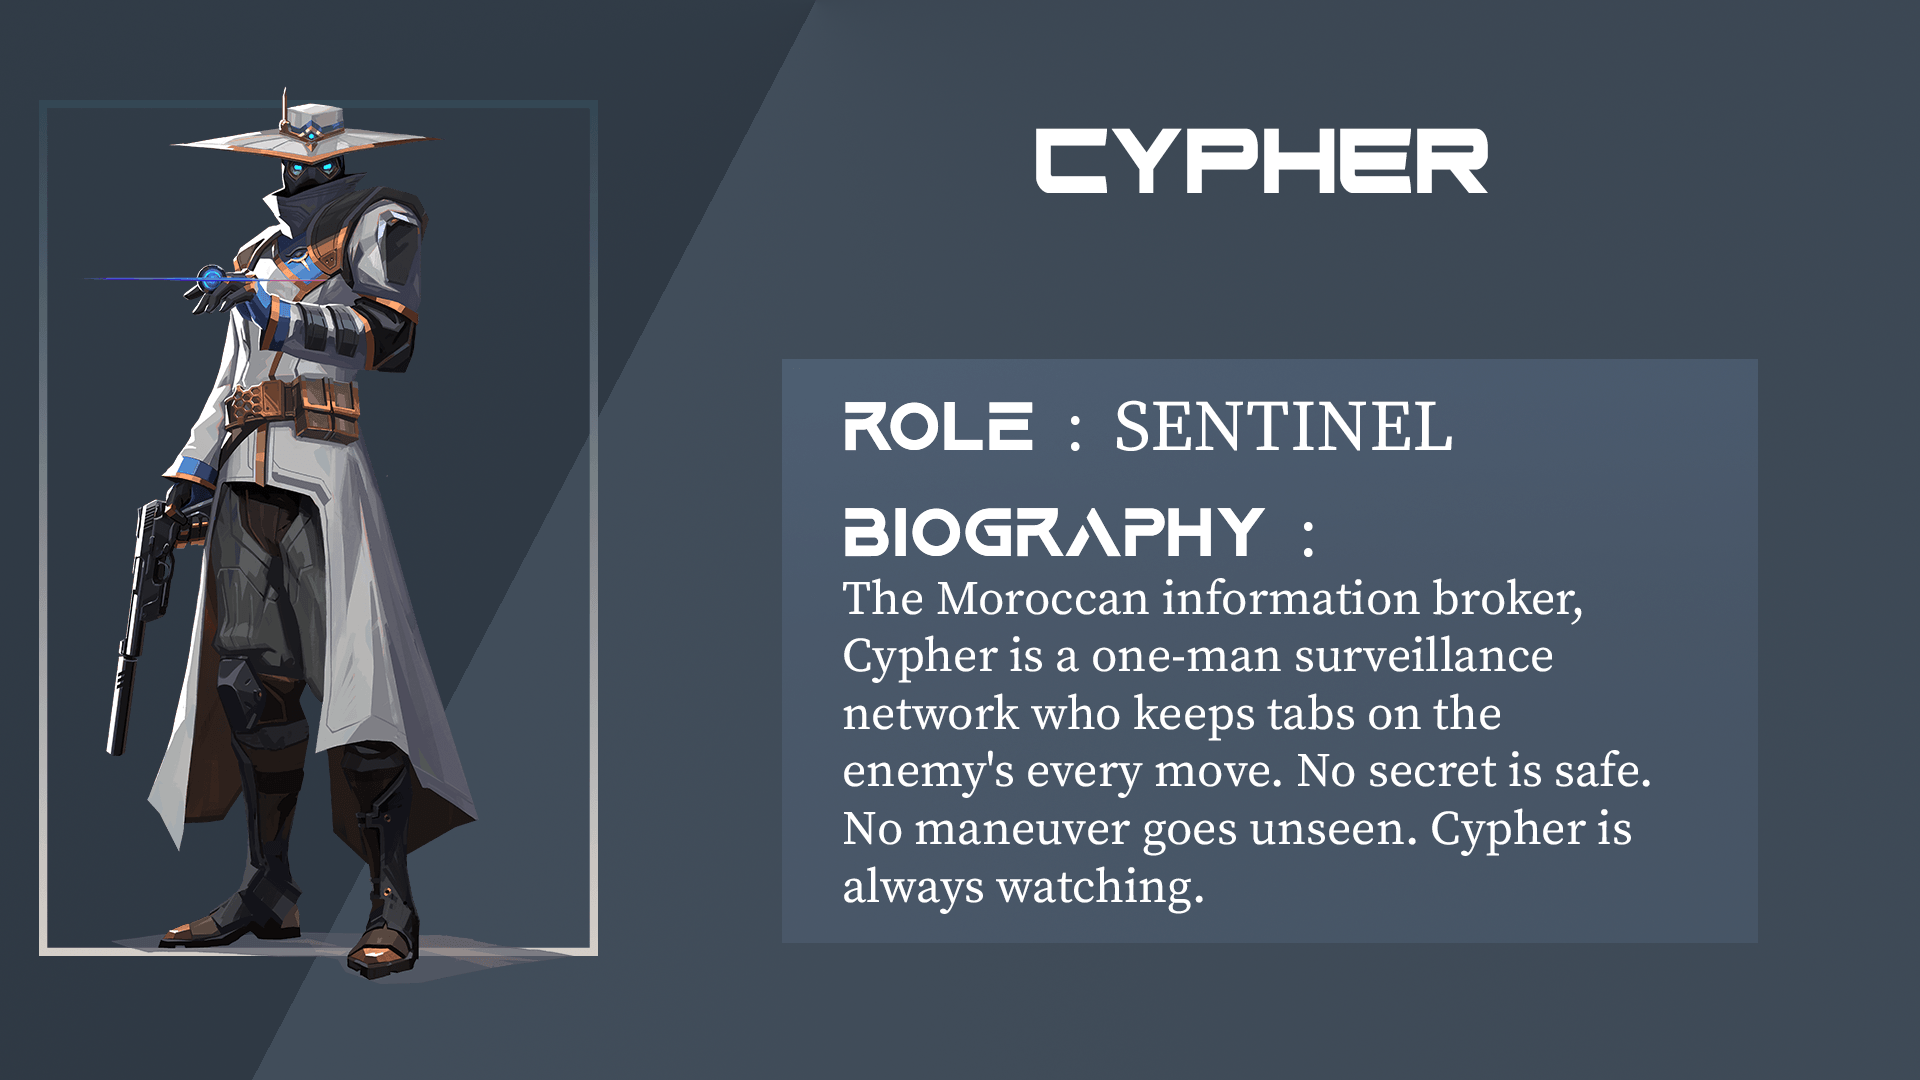 CYPHER
ROLE : SENTINEL
BIOGRAPHY :
The Moroccan information broker,
Cypher is a one-man surveillance
network who keeps tabs on the
enemy's every move. No secret is safe.
No maneuver goes unseen. Cypher is
always watching.